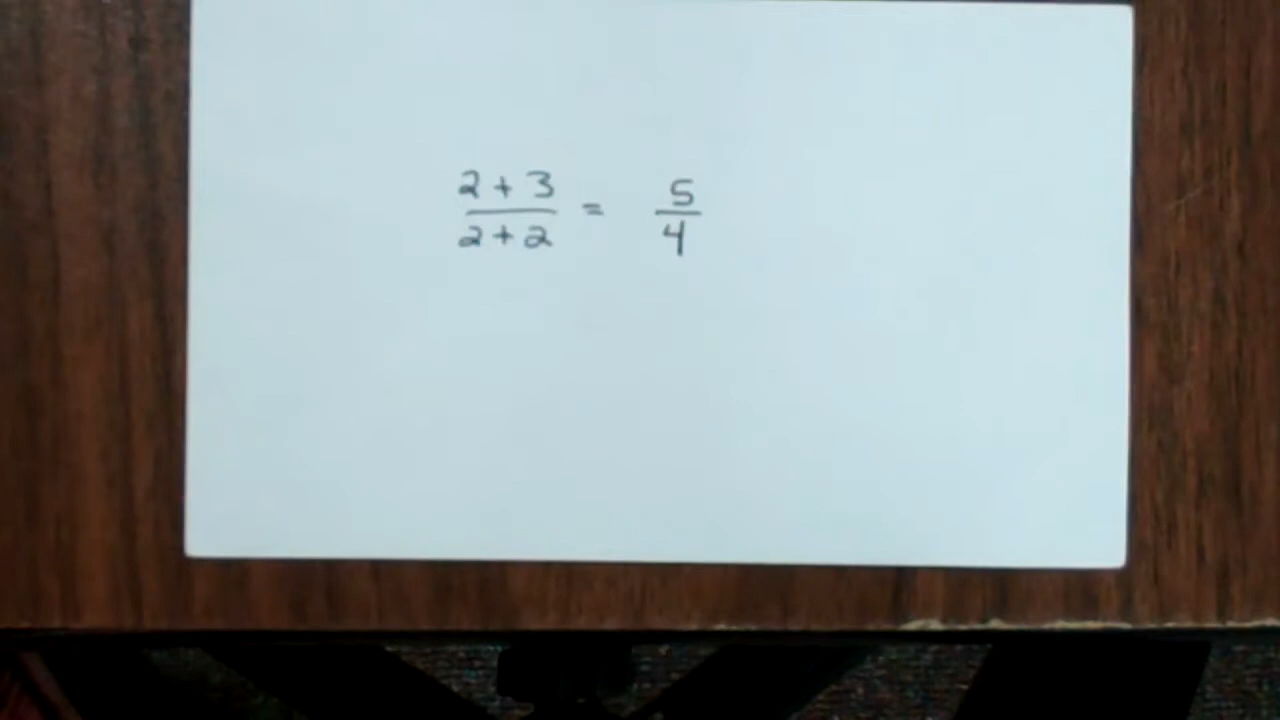 2 + 3 / 2 + 2 = 5 / 4